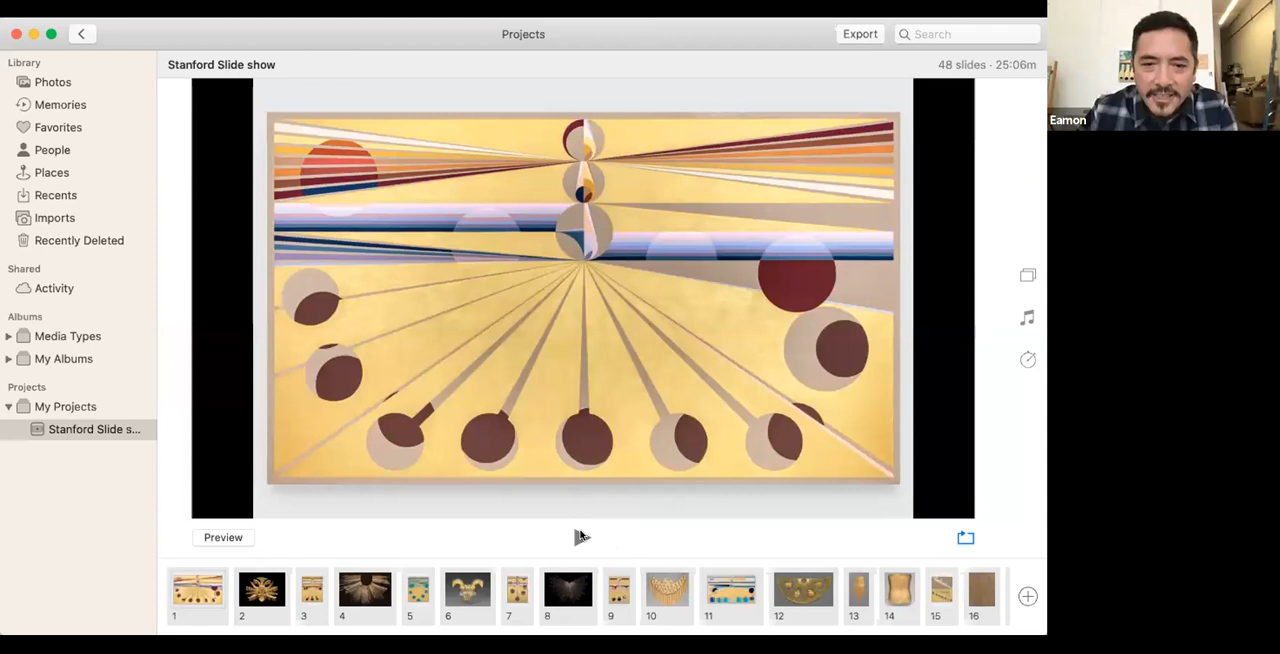 Projects
Export
Search
Library
Photos
Memories
Favorites
People
Places
Recents
Imports
Recently Deleted
Shared
Activity
Albums
Media Types
My Albums
Projects
My Projects
Stanford Slide s...
Stanford Slide show
48 slides · 25:06m
Preview
1 2 3 4 5 6 7 8 9 10 11 12 13 14 15 16
Eamon